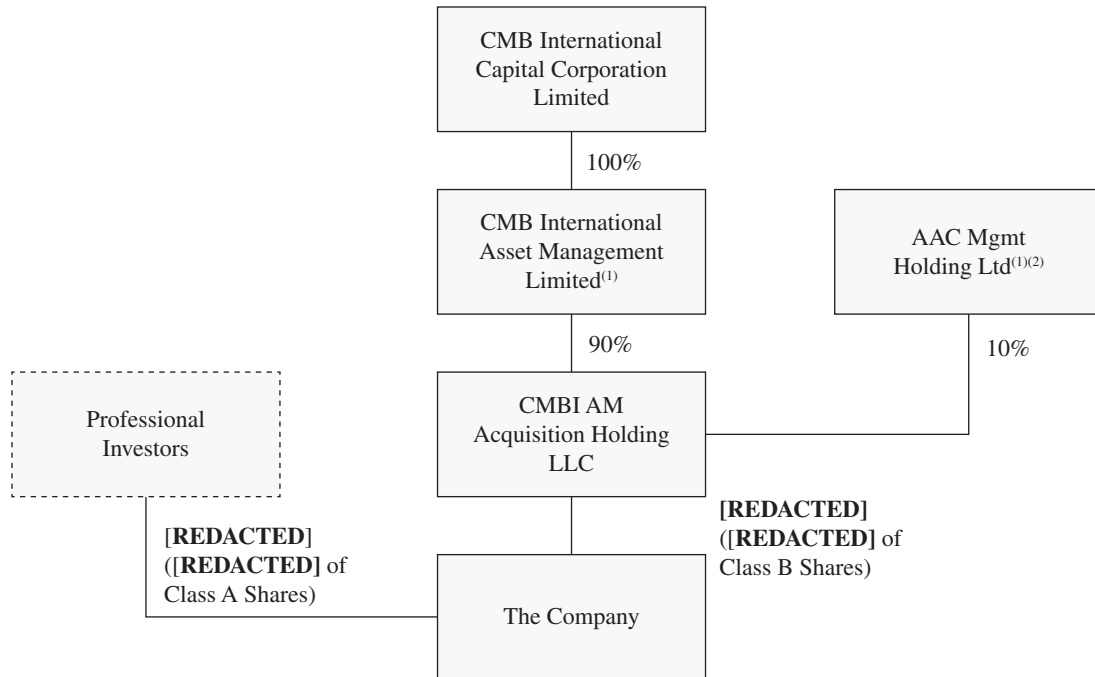 CMB International
Capital Corporation
Limited
100%
CMB International
Asset Management
Limited(1)
AAC Mgmt
Holding Ltd(1)(2)
90%
10%
Professional
Investors
CMBI AM
Acquisition Holding
LLC
[REDACTED]
([REDACTED] of
Class A Shares)
[REDACTED]
([REDACTED] of
Class B Shares)
The Company